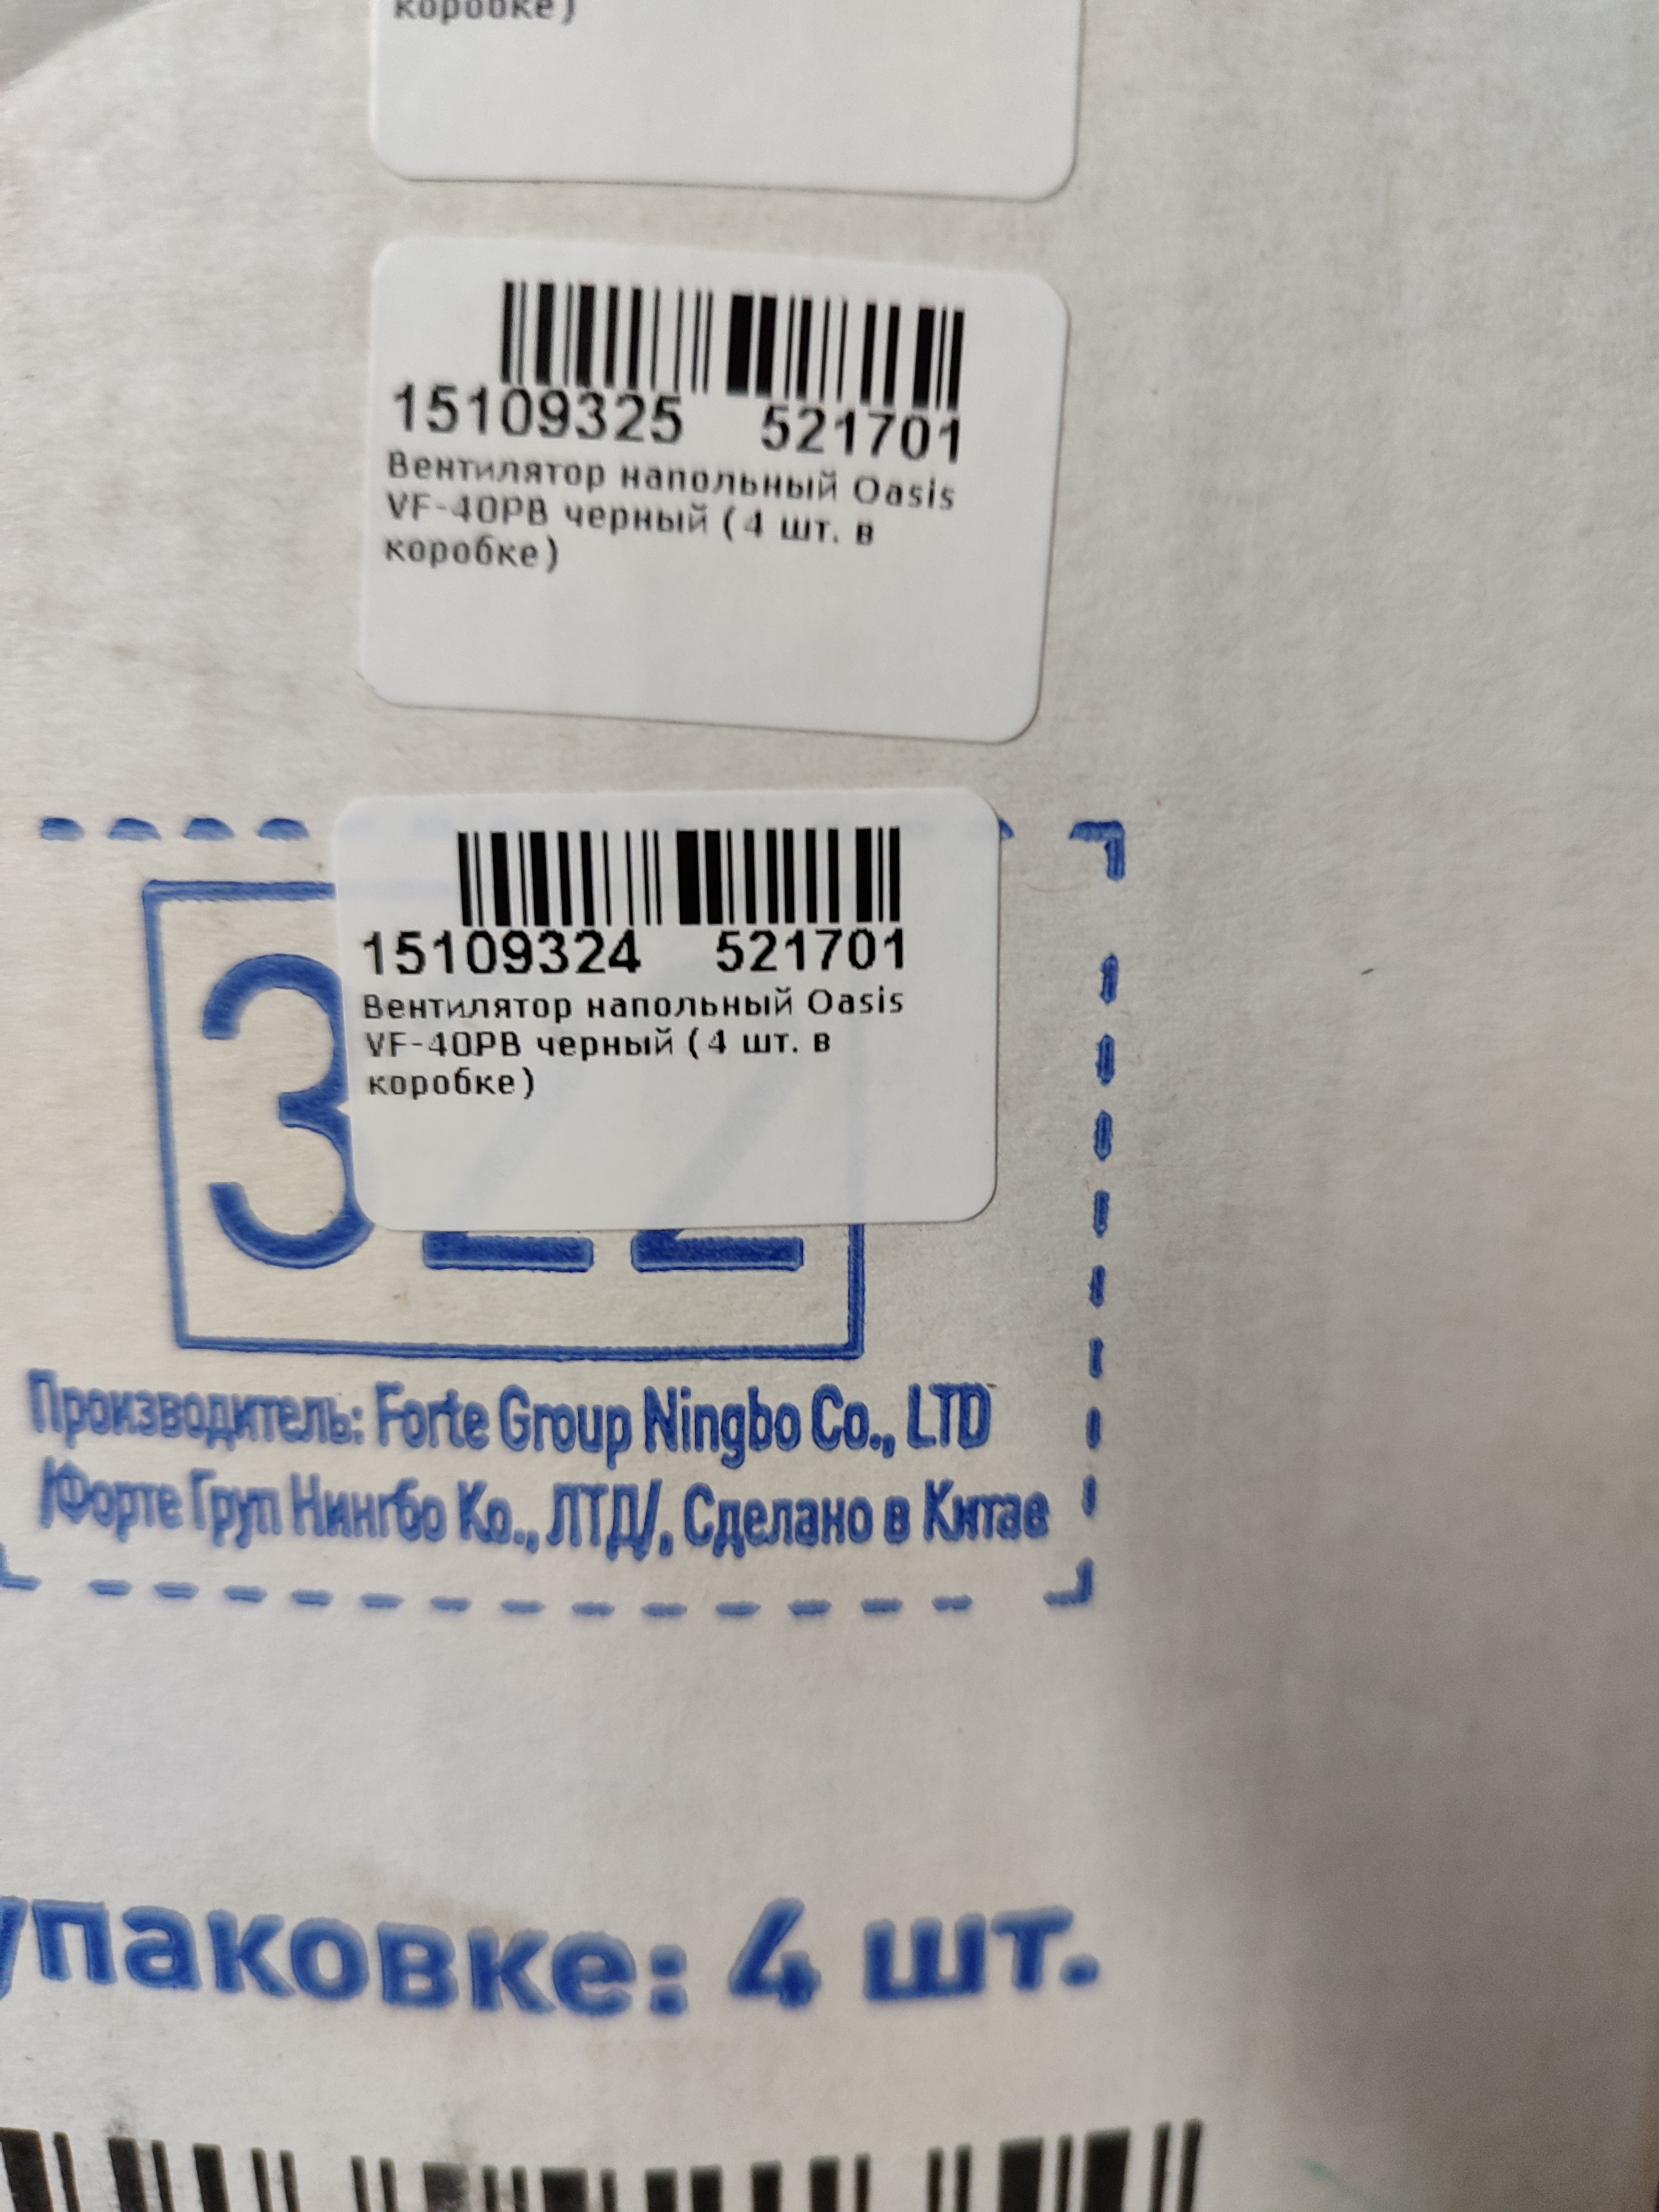 коробке)
15109325 521701
Вентилятор напольный Oasis
VF-40PB черный (4 шт. в
коробке)
15109324 521701
Вентилятор напольный Oasis
VF-40PB черный (4 шт. в
коробке)
322
Производитель: Forte Group Ningbo Co., LTD
/Форте Груп Нингбо Ко., ЛТД/, Сделано в Китае
упаковке: 4 шт.